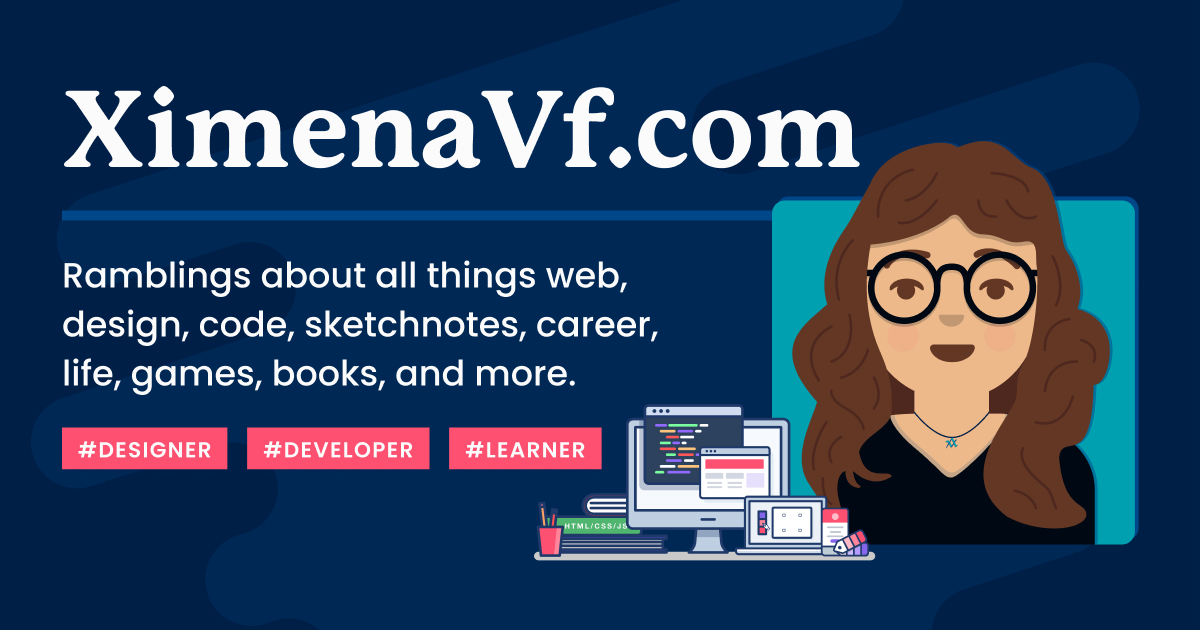 XimenaVf.com
Ramblings about all things web,
design, code, sketchnotes, career,
life, games, books, and more.
#DESIGNER #DEVELOPER #LEARNER
HTML/CSS/JS